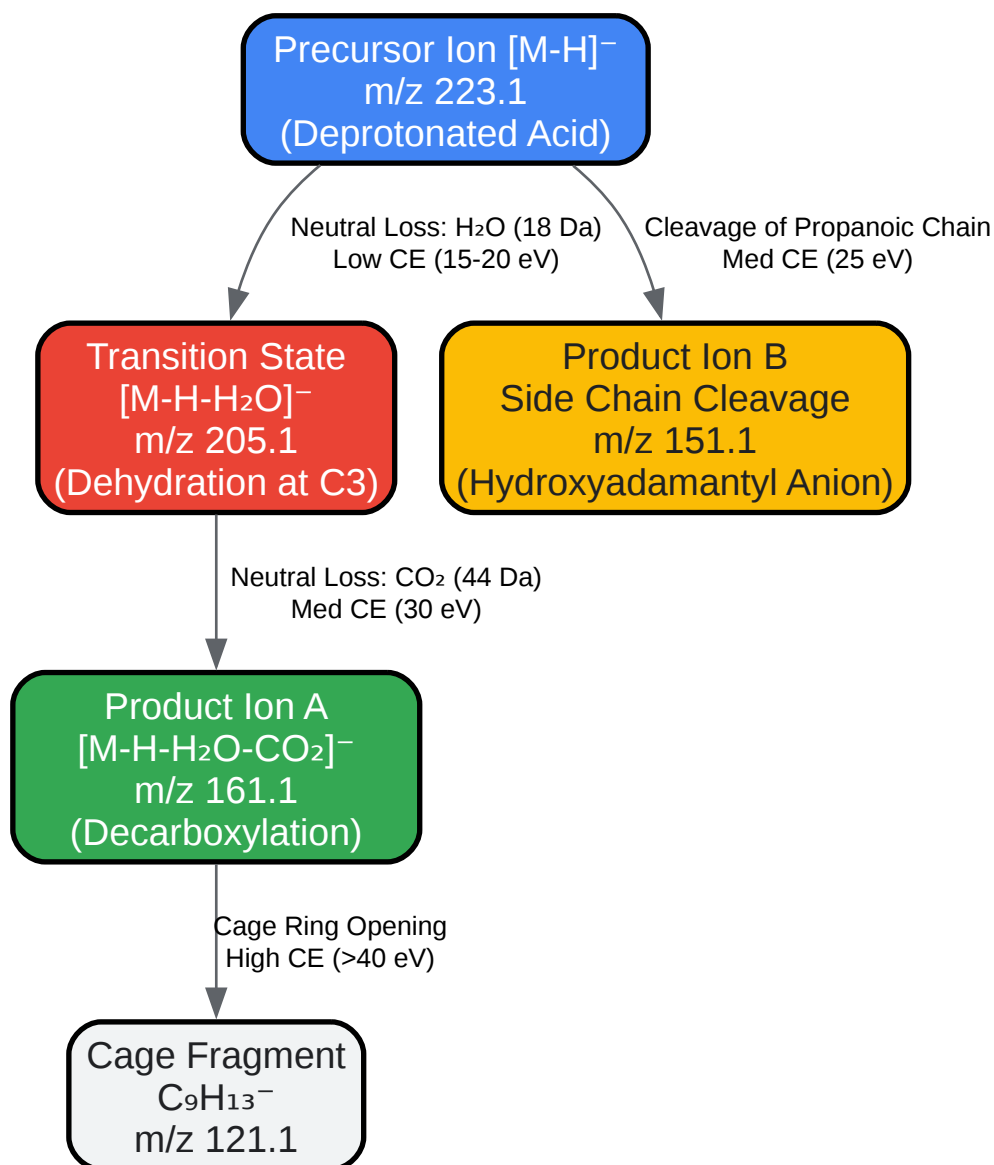 Precursor Ion [M-H]⁻
m/z 223.1
(Deprotonated Acid)
Neutral Loss: H₂O (18 Da)
Low CE (15-20 eV)
Cleavage of Propanoic Chain
Med CE (25 eV)
Transition State
[M-H-H₂O]⁻
m/z 205.1
(Dehydration at C3)
Product Ion B
Side Chain Cleavage
m/z 151.1
(Hydroxyadamantyl Anion)
Neutral Loss: CO₂ (44 Da)
Med CE (30 eV)
Product Ion A
[M-H-H₂O-CO₂]⁻
m/z 161.1
(Decarboxylation)
Cage Ring Opening
High CE (>40 eV)
Cage Fragment
C₉H₁₃⁻
m/z 121.1